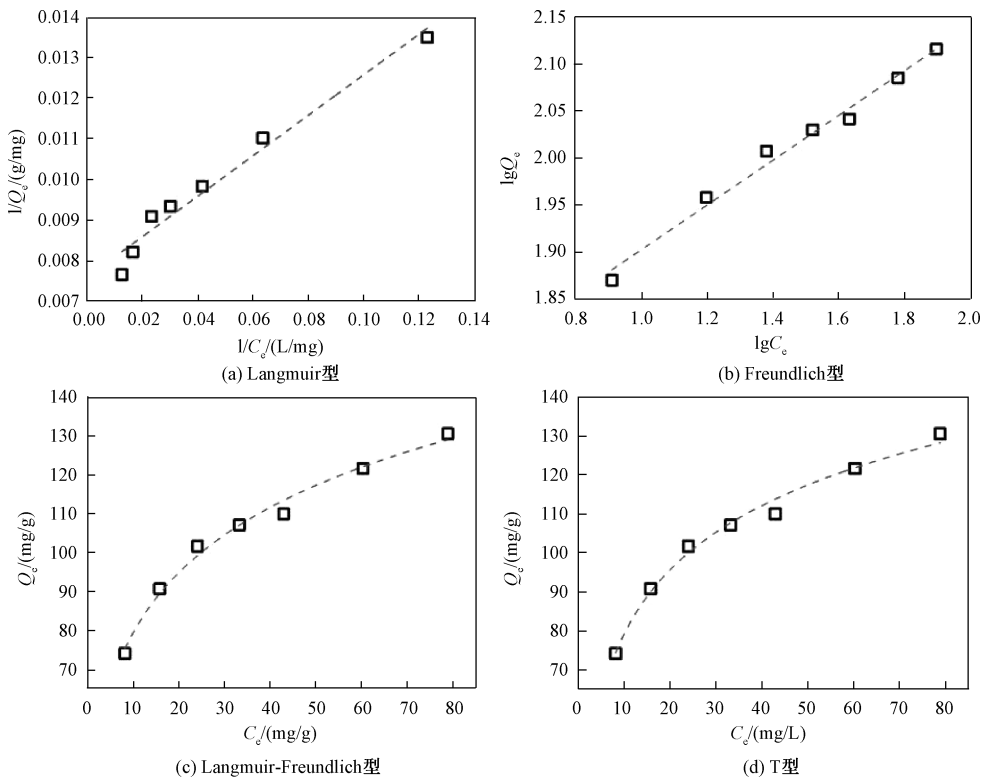 0.014
0.013
0.012
0.011
0.010
0.009
0.008
0.007
l/Qe/(g/mg)
0.00 0.02 0.04 0.06 0.08 0.10 0.12 0.14
l/Ce/(L/mg)
(a) Langmuir型
2.15
2.10
2.05
2.00
1.95
1.90
1.85
lgQe
0.8 1.0 1.2 1.4 1.6 1.8 2.0
lgCe
(b) Freundlich型
140
130
120
110
100
90
80
70
Qe/(mg/g)
0 10 20 30 40 50 60 70 80
Ce/(mg/g)
(c) Langmuir-Freundlich型
140
130
120
110
100
90
80
70
Qe/(mg/g)
0 10 20 30 40 50 60 70 80
Ce/(mg/L)
(d) T型